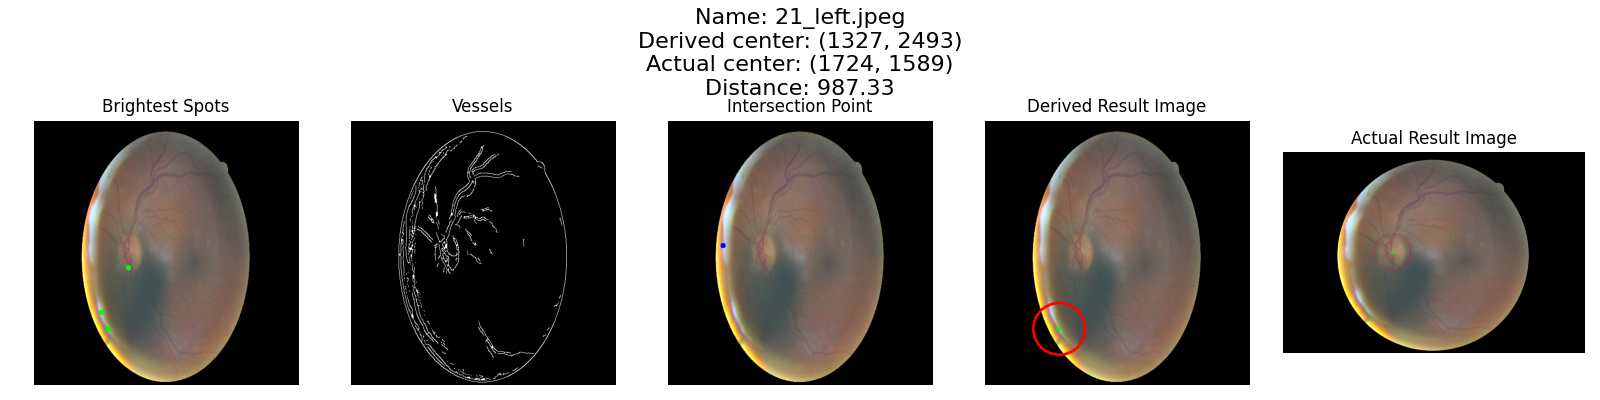 Name: 21_left.jpeg
Derived center: (1327, 2493)
Actual center: (1724, 1589)
Distance: 987.33
Brightest Spots
Vessels
Intersection Point
Derived Result Image
Actual Result Image